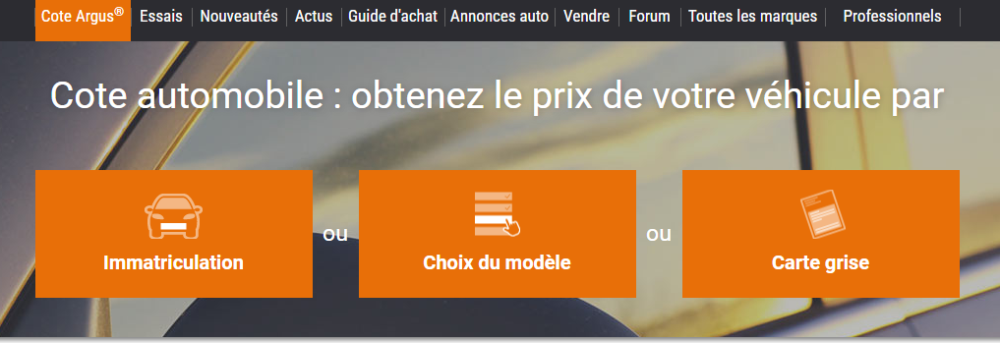 Cote Argus® Essais Nouveautés Actus Guide d'achat Annonces auto Vendre Forum Toutes les marques Professionnels
Cote automobile : obtenez le prix de votre véhicule par
Immatriculation ou Choix du modèle ou Carte grise